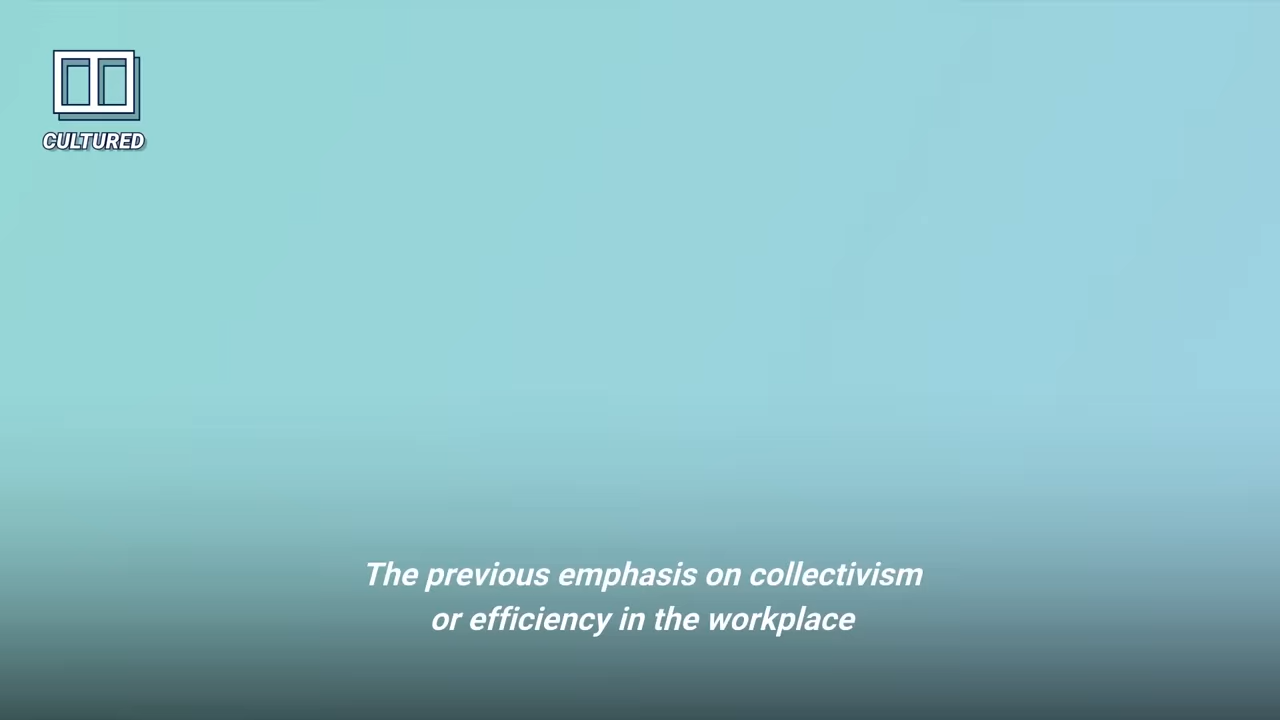 CULTURED
The previous emphasis on collectivism
or efficiency in the workplace